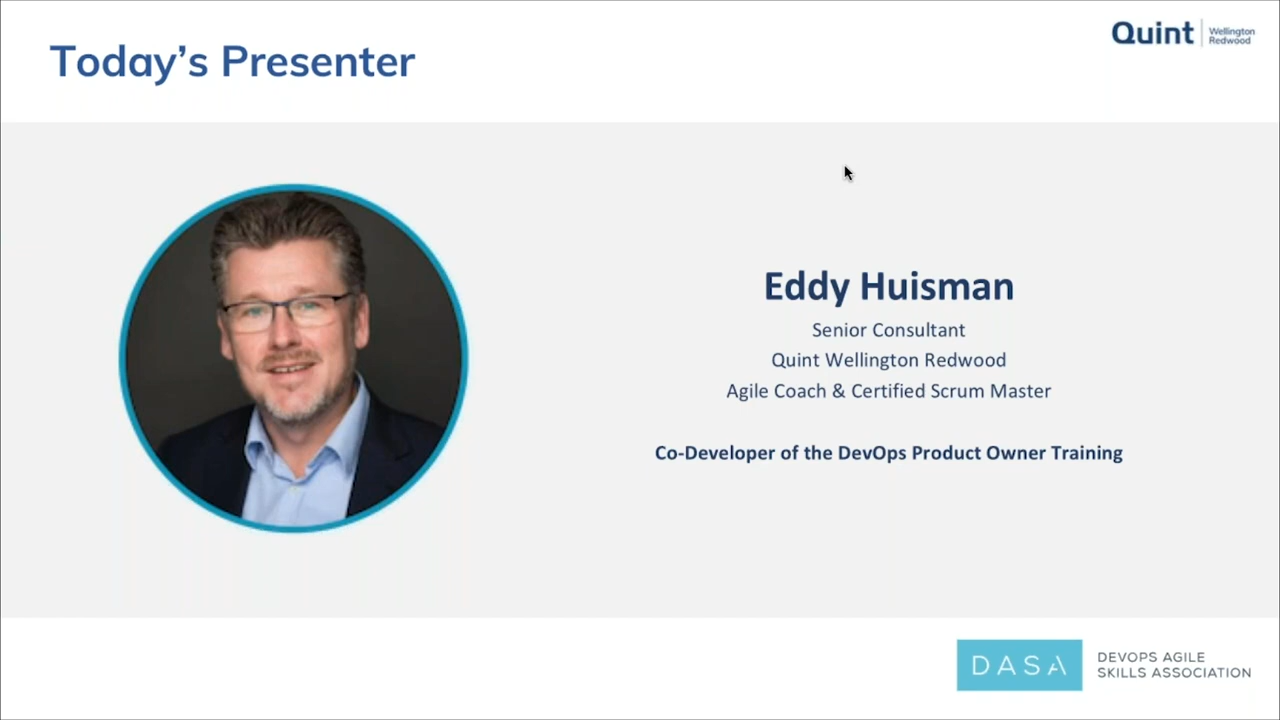 Today's Presenter
Quint
Wellington
Redwood
Eddy Huisman
Senior Consultant
Quint Wellington Redwood
Agile Coach & Certified Scrum Master
Co-Developer of the DevOps Product Owner Training
DASA
DEVOPS AGILE
SKILLS ASSOCIATION